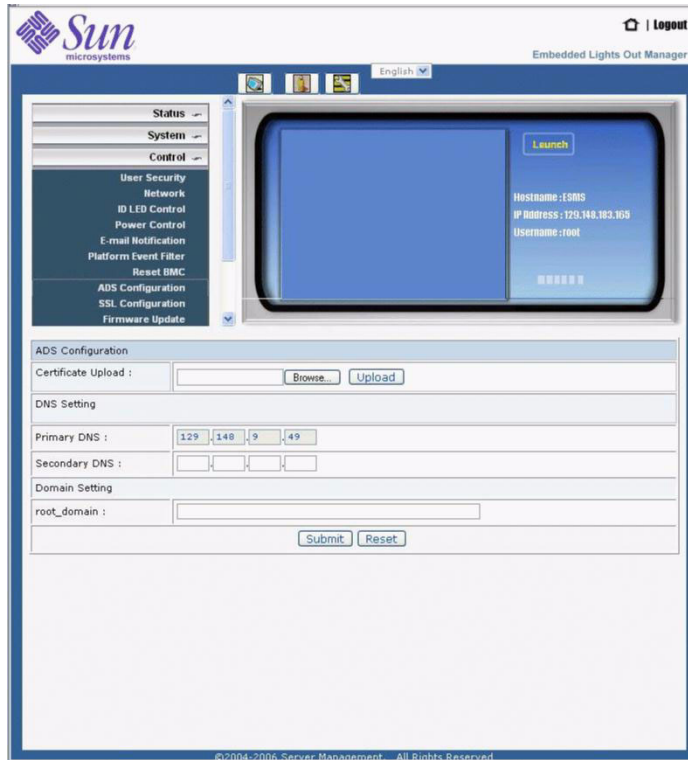 Sun
microsystems
| Logout
Embedded Lights Out Manager
English
Status
System
Control
User Security
Network
ID LED Control
Power Control
E-mail Notification
Platform Event Filter
Reset BMC
ADS Configuration
SSL Configuration
Firmware Update
Launch
Hostname :ESMS
IP Address : 129.148.183.165
Username :root
ADS Configuration
Certificate Upload : Browse... Upload
DNS Setting
Primary DNS : 129 . 148 . 9 . 49
Secondary DNS : . . .
Domain Setting
root_domain :
Submit Reset
©2004-2006 Server Management. All Rights Reserved